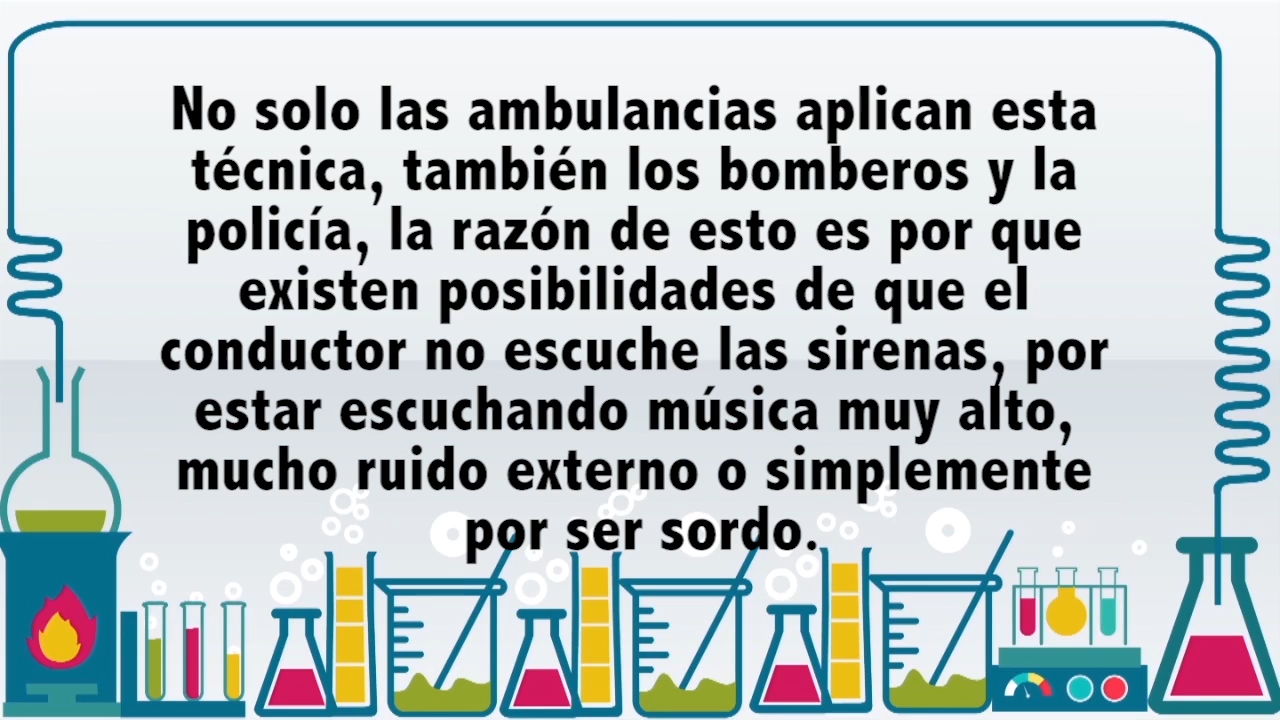 No solo las ambulancias aplican esta
técnica, también los bomberos y la
policía, la razón de esto es por que
existen posibilidades de que el
conductor no escuche las sirenas, por
estar escuchando música muy alto,
mucho ruido externo o simplemente
por ser sordo.